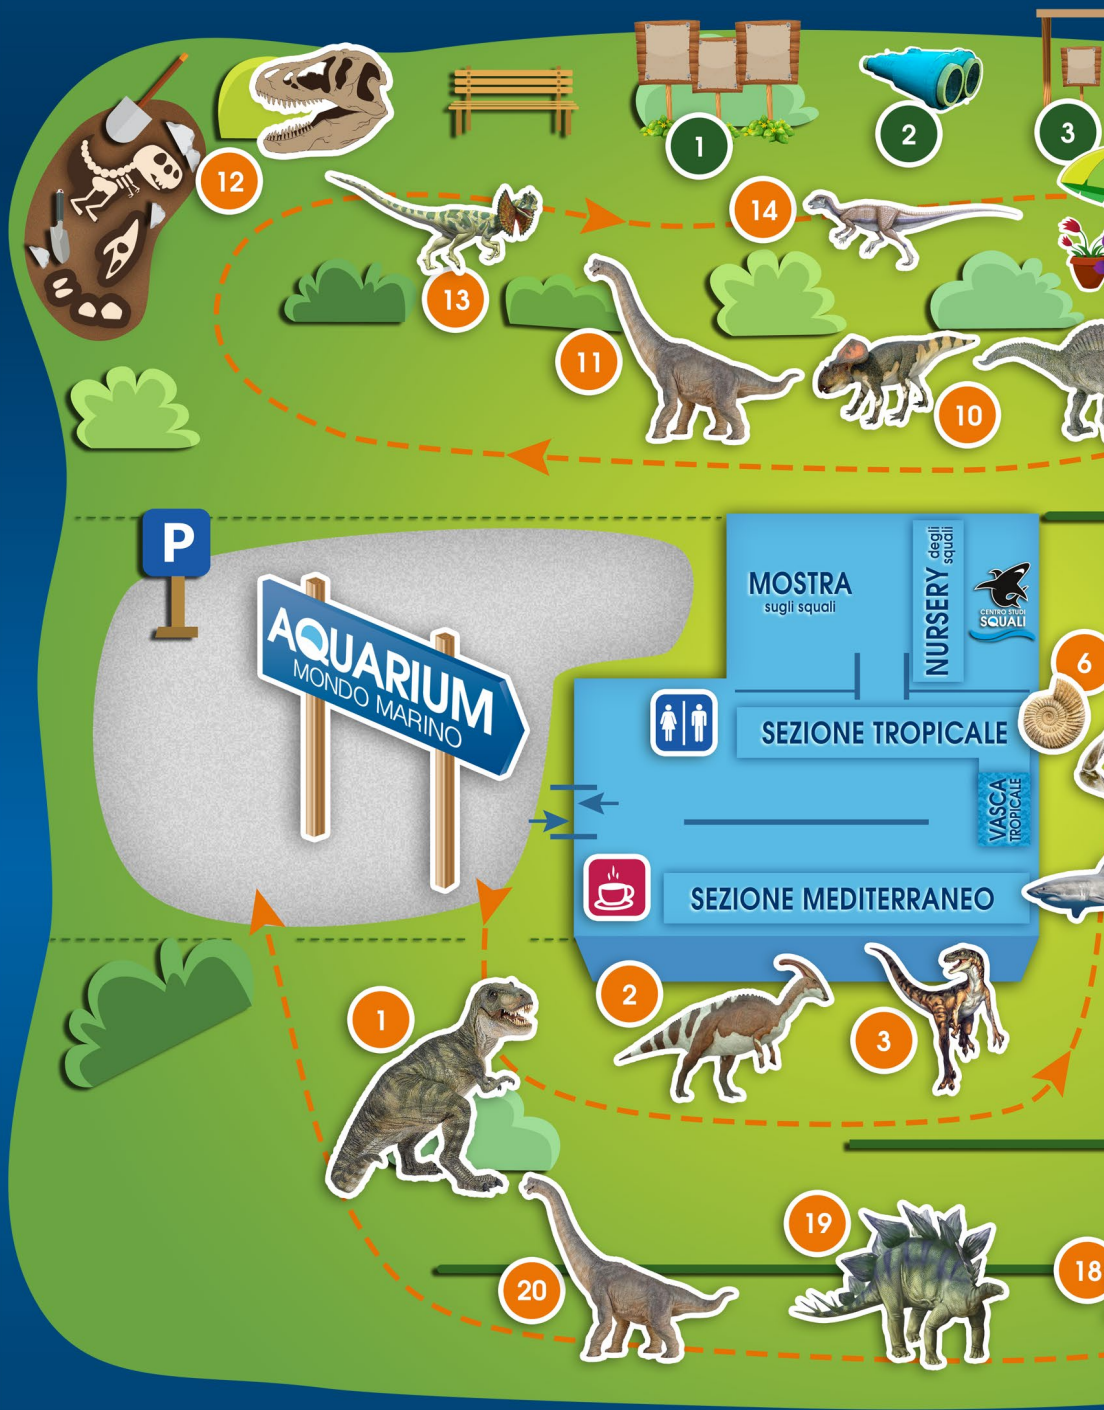 1
2
3
12
14
13
11
10
P
AQUARIUM
MONDO MARINO
MOSTRA
sugli squali
NURSERY degli
squali
CENTRO STUDI
SQUALI
6
SEZIONE TROPICALE
VASCA
TROPICALE
SEZIONE MEDITERRANEO
1
2
3
19
18
20